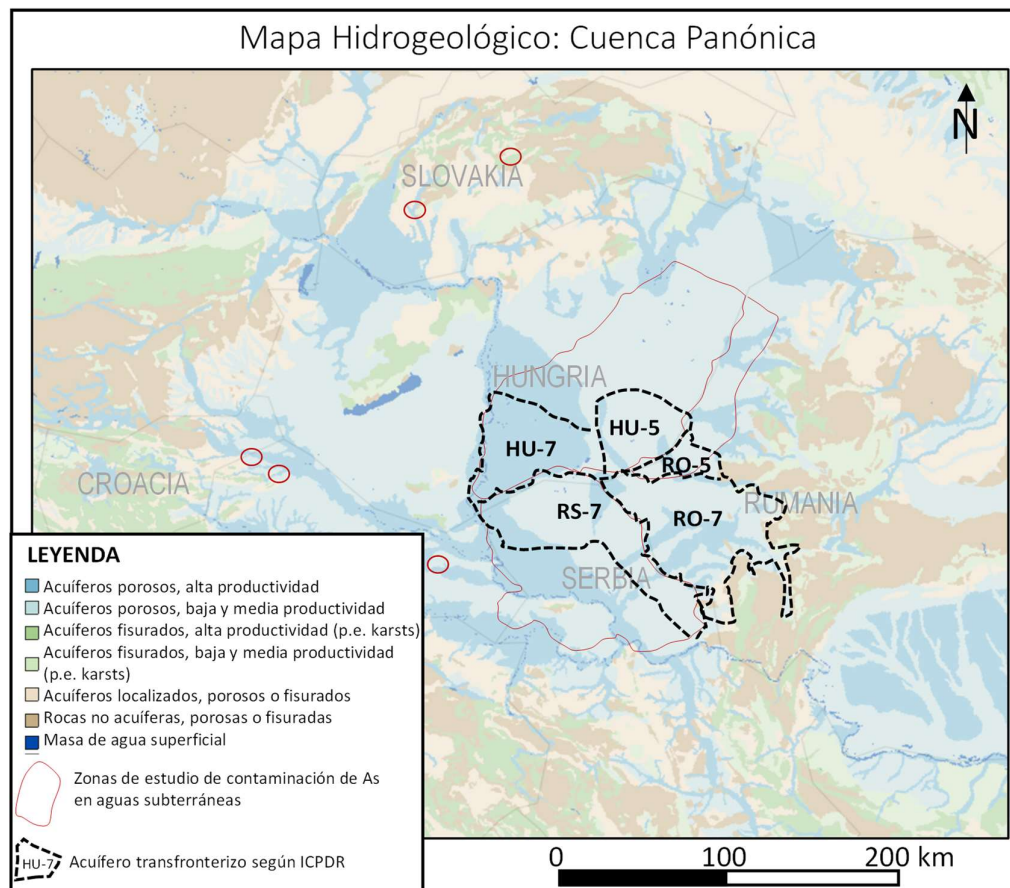 Mapa Hidrogeológico: Cuenca Panónica
N
SLOVAKIA
HUNGRIA
HU-5
HU-7
RO-5
CROACIA
RUMANIA
RS-7
RO-7
SERBIA
LEYENDA
Acuíferos porosos, alta productividad
Acuíferos porosos, baja y media productividad
Acuíferos fisurados, alta productividad (p.e. karsts)
Acuíferos fisurados, baja y media productividad
(p.e. karsts)
Acuíferos localizados, porosos o fisurados
Rocas no acuíferas, porosas o fisuradas
Masa de agua superficial
Zonas de estudio de contaminación de As
en aguas subterráneas
HU-7
Acuífero transfronterizo según ICPDR
0 100 200 km